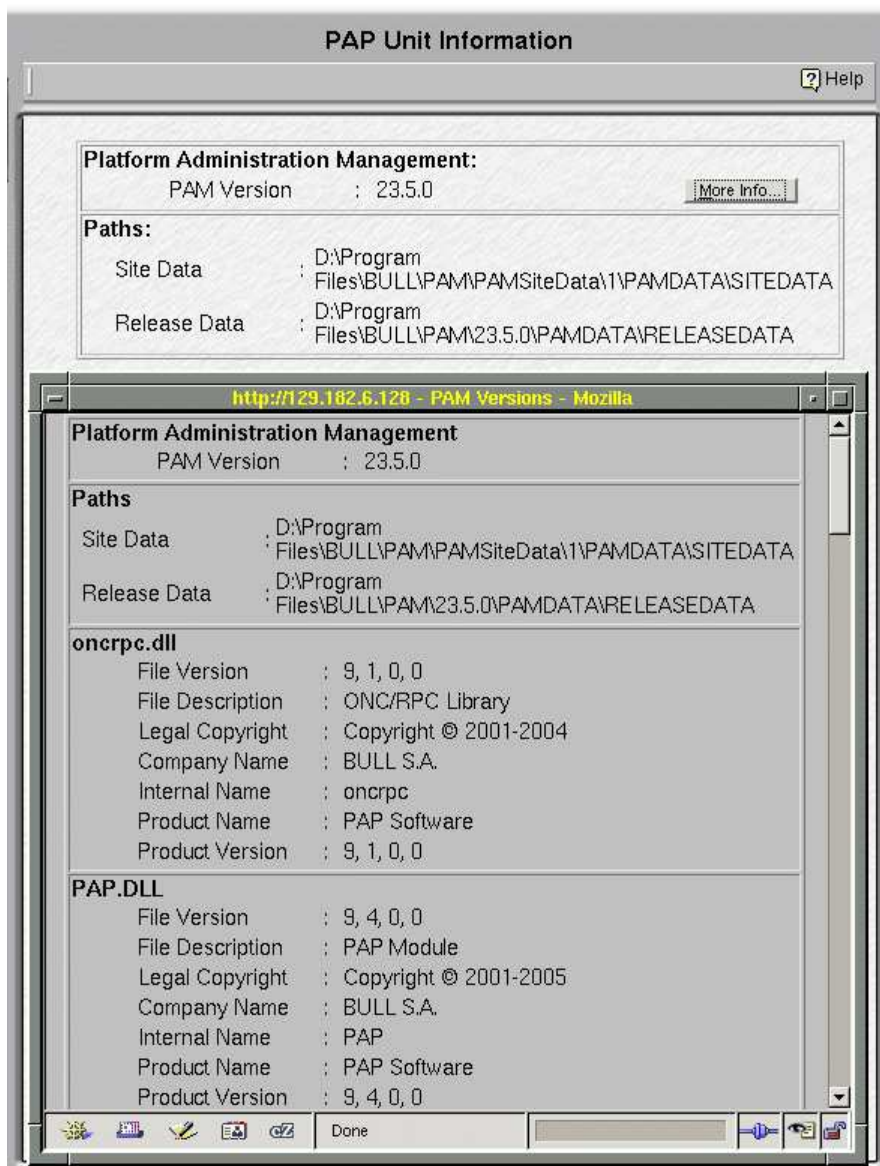 PAP Unit Information
Help
Platform Administration Management:
PAM Version : 23.5.0
More Info...
Paths:
Site Data : D:\Program
Files\BULL\PAM\PAMSiteData\1\PAMDATA\SITEDATA
Release Data : D:\Program
Files\BULL\PAM\23.5.0\PAMDATA\RELEASEDATA
http://129.182.6.128 - PAM Versions - Mozilla
Platform Administration Management
PAM Version : 23.5.0
Paths
Site Data : D:\Program
Files\BULL\PAM\PAMSiteData\1\PAMDATA\SITEDATA
Release Data : D:\Program
Files\BULL\PAM\23.5.0\PAMDATA\RELEASEDATA
oncrpc.dll
File Version : 9, 1, 0, 0
File Description : ONC/RPC Library
Legal Copyright : Copyright © 2001-2004
Company Name : BULL S.A.
Internal Name : oncrpc
Product Name : PAP Software
Product Version : 9, 1, 0, 0
PAP.DLL
File Version : 9, 4, 0, 0
File Description : PAP Module
Legal Copyright : Copyright © 2001-2005
Company Name : BULL S.A.
Internal Name : PAP
Product Name : PAP Software
Product Version : 9, 4, 0, 0
Done